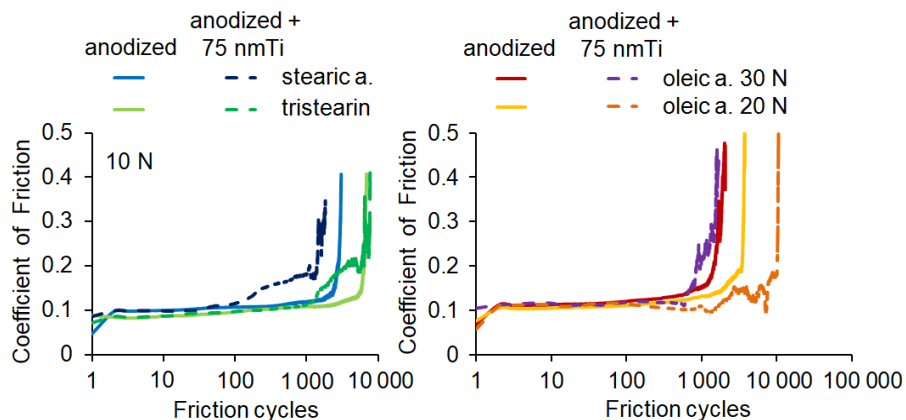 anodized +
anodized 75 nmTi
stearic a.
tristearin
10 N
Coefficient of Friction
0.5
0.4
0.3
0.2
0.1
0
1 10 100 1 000 10 000
Friction cycles
anodized +
anodized 75 nmTi
oleic a. 30 N
oleic a. 20 N
Coefficient of Friction
0.5
0.4
0.3
0.2
0.1
0
1 10 100 1 000 10 000 100 000
Friction cycles